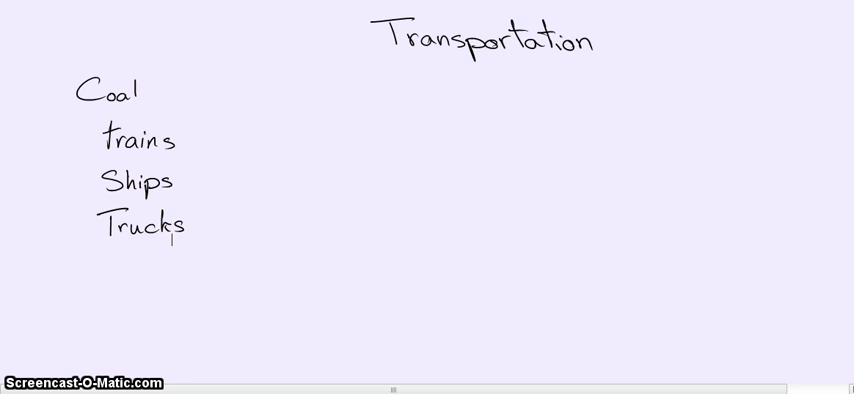 Transportation
Coal
trains
Ships
Trucks
Screencast-O-Matic.com